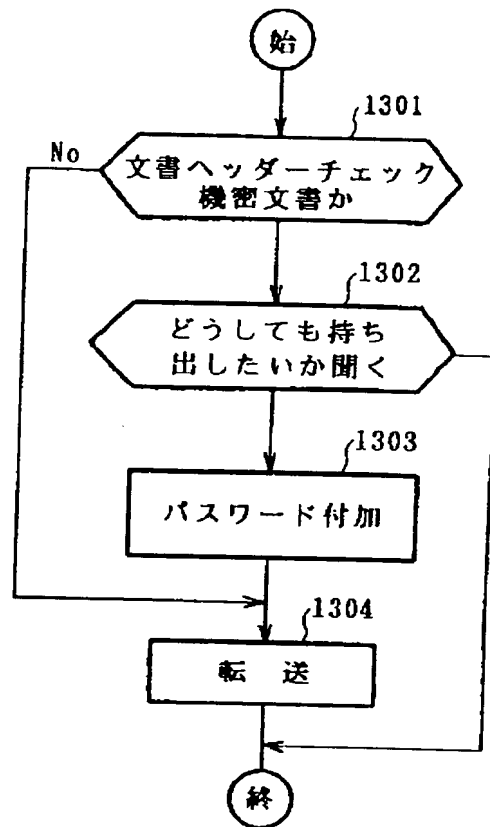 始
1301
No
文書ヘッダーチェック
機密文書か
1302
どうしても持ち
出したいか聞く
1303
パスワード付加
1304
転 送
終